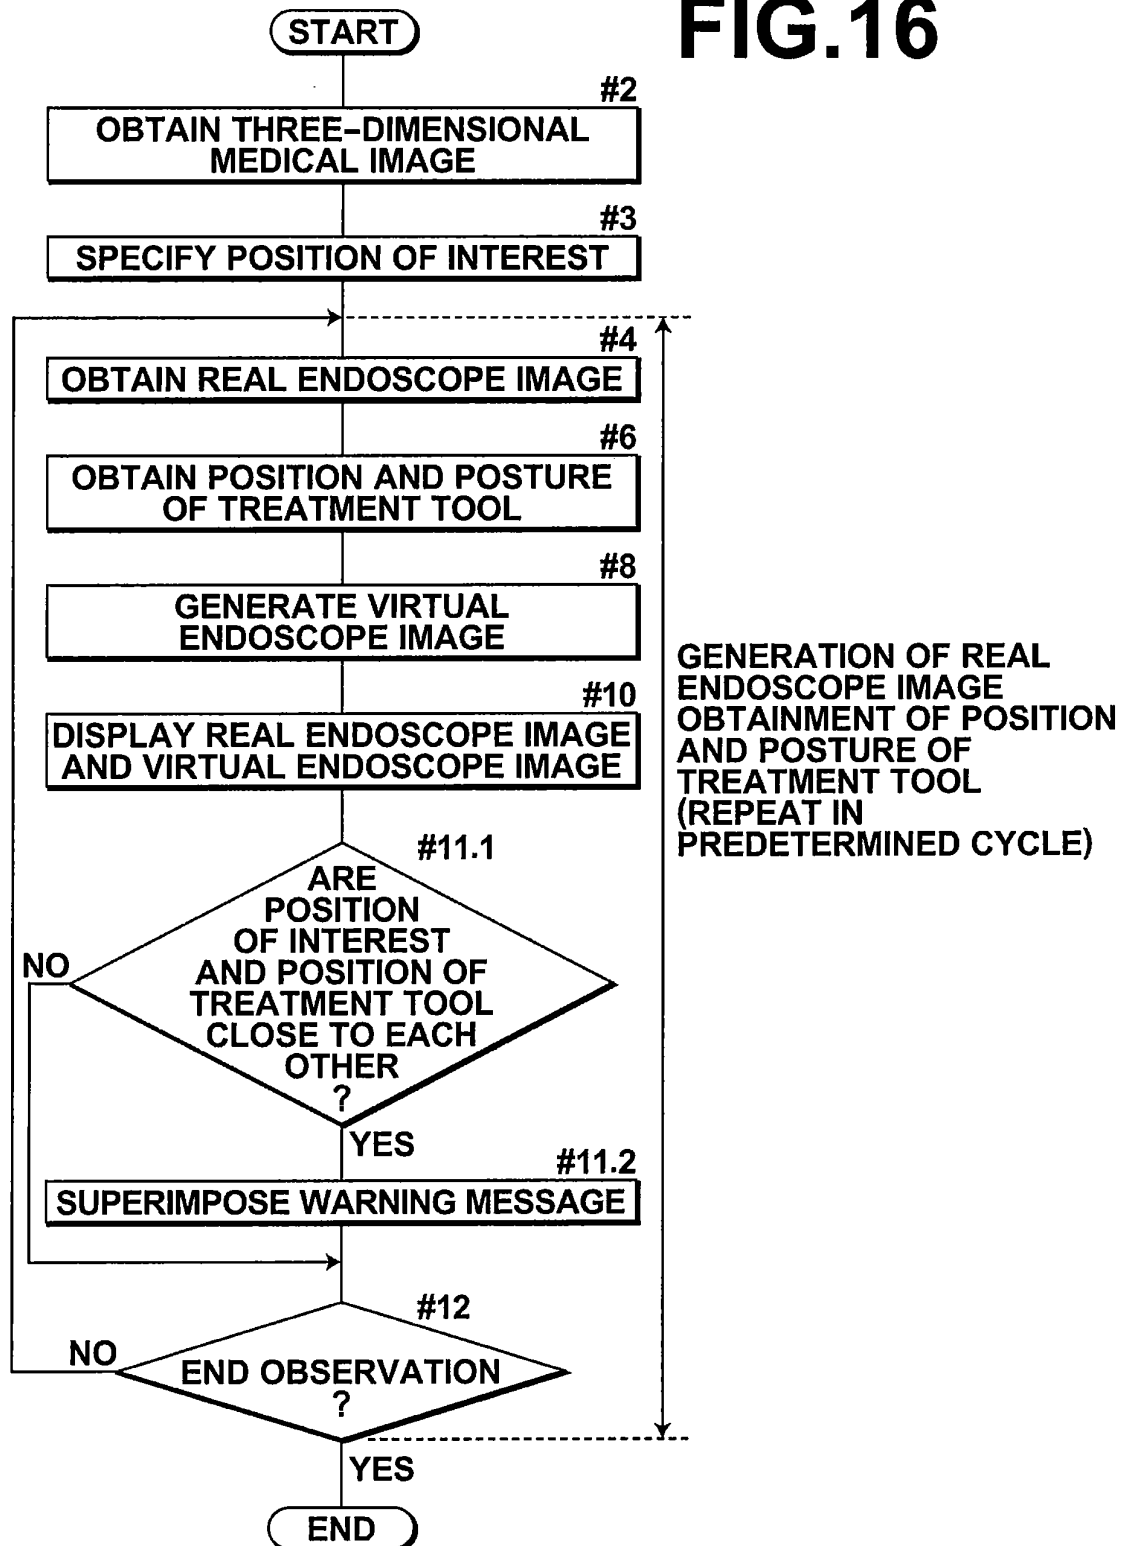 FIG.16
START
#2
OBTAIN THREE-DIMENSIONAL
MEDICAL IMAGE
#3
SPECIFY POSITION OF INTEREST
#4
OBTAIN REAL ENDOSCOPE IMAGE
#6
OBTAIN POSITION AND POSTURE
OF TREATMENT TOOL
#8
GENERATE VIRTUAL
ENDOSCOPE IMAGE
#10
DISPLAY REAL ENDOSCOPE IMAGE
AND VIRTUAL ENDOSCOPE IMAGE
GENERATION OF REAL
ENDOSCOPE IMAGE
OBTAINMENT OF POSITION
AND POSTURE OF
TREATMENT TOOL
(REPEAT IN
PREDETERMINED CYCLE)
#11.1
ARE
POSITION
OF INTEREST
AND POSITION OF
TREATMENT TOOL
CLOSE TO EACH
OTHER
?
NO
YES
#11.2
SUPERIMPOSE WARNING MESSAGE
#12
NO
END OBSERVATION
?
YES
END